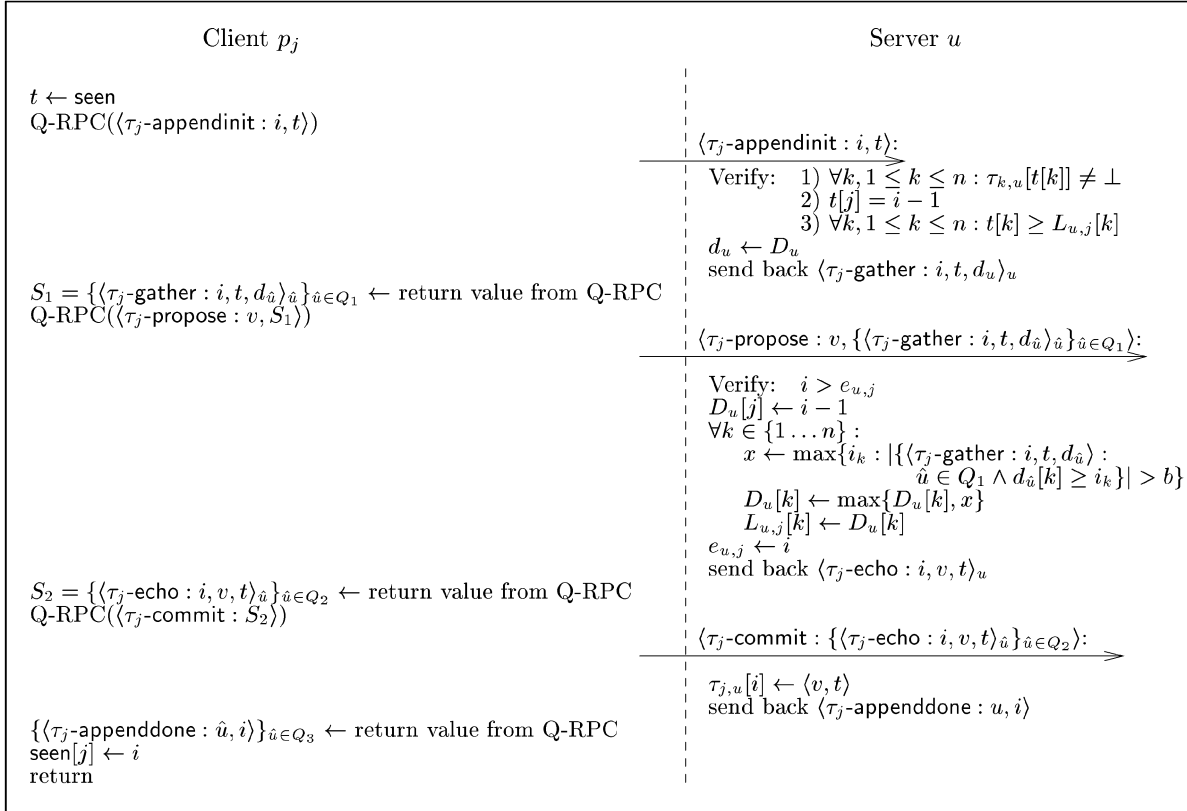 Client p_j
Server u
t ← seen
Q-RPC(⟨τ_j-appendinit : i, t⟩)
⟨τ_j-appendinit : i, t⟩:
Verify: 1) ∀k, 1 ≤ k ≤ n : τ_{k,u}[t[k]] ≠ ⊥
2) t[j] = i − 1
3) ∀k, 1 ≤ k ≤ n : t[k] ≥ L_{u,j}[k]
d_u ← D_u
send back ⟨τ_j-gather : i, t, d_u⟩_u
S_1 = {⟨τ_j-gather : i, t, d_û⟩_û}_{û∈Q_1} ← return value from Q-RPC
Q-RPC(⟨τ_j-propose : v, S_1⟩)
⟨τ_j-propose : v, {⟨τ_j-gather : i, t, d_û⟩_û}_{û∈Q_1}⟩:
Verify: i > e_{u,j}
D_u[j] ← i − 1
∀k ∈ {1 . . . n} :
x ← max{i_k : |{⟨τ_j-gather : i, t, d_û⟩ :
û ∈ Q_1 ∧ d_û[k] ≥ i_k}| > b}
D_u[k] ← max{D_u[k], x}
L_{u,j}[k] ← D_u[k]
e_{u,j} ← i
send back ⟨τ_j-echo : i, v, t⟩_u
S_2 = {⟨τ_j-echo : i, v, t⟩_û}_{û∈Q_2} ← return value from Q-RPC
Q-RPC(⟨τ_j-commit : S_2⟩)
⟨τ_j-commit : {⟨τ_j-echo : i, v, t⟩_û}_{û∈Q_2}⟩:
τ_{j,u}[i] ← ⟨v, t⟩
send back ⟨τ_j-appenddone : u, i⟩
{⟨τ_j-appenddone : û, i⟩}_{û∈Q_3} ← return value from Q-RPC
seen[j] ← i
return